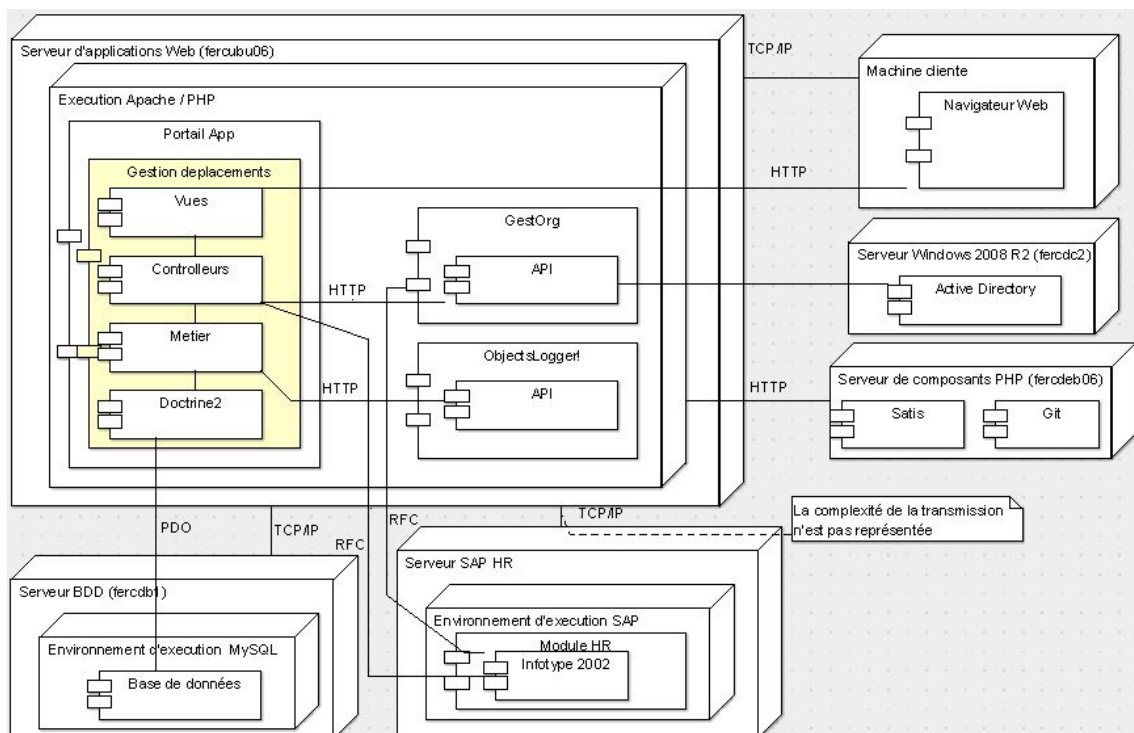 Serveur d'applications Web (fercubu06)
Execution Apache / PHP
Portail App
Gestion deplacements
Vues
Controlleurs
Metier
Doctrine2
GestOrg
API
ObjectsLogger!
API
HTTP
HTTP
TCP/IP
Machine cliente
Navigateur Web
HTTP
Serveur Windows 2008 R2 (fercdc2)
Active Directory
HTTP
Serveur de composants PHP (fercdeb06)
Satis
Git
La complexité de la transmission
n'est pas représentée
PDO
TCP/IP
RFC
RFC
TCP/IP
Serveur BDD (fercdb1)
Environnement d'execution MySQL
Base de données
Serveur SAP HR
Environnement d'execution SAP
Module HR
Infotype 2002